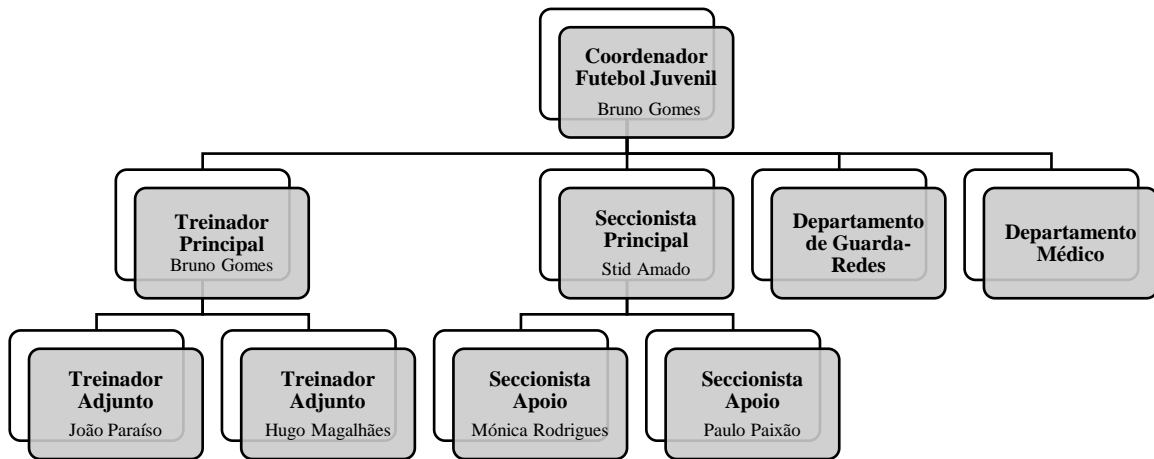 Coordenador
Futebol Juvenil
Bruno Gomes
Treinador
Principal
Bruno Gomes
Seccionista
Principal
Stid Amado
Departamento
de Guarda-
Redes
Departamento
Médico
Treinador
Adjunto
João Paraíso
Treinador
Adjunto
Hugo Magalhães
Seccionista
Apoio
Mónica Rodrigues
Seccionista
Apoio
Paulo Paixão